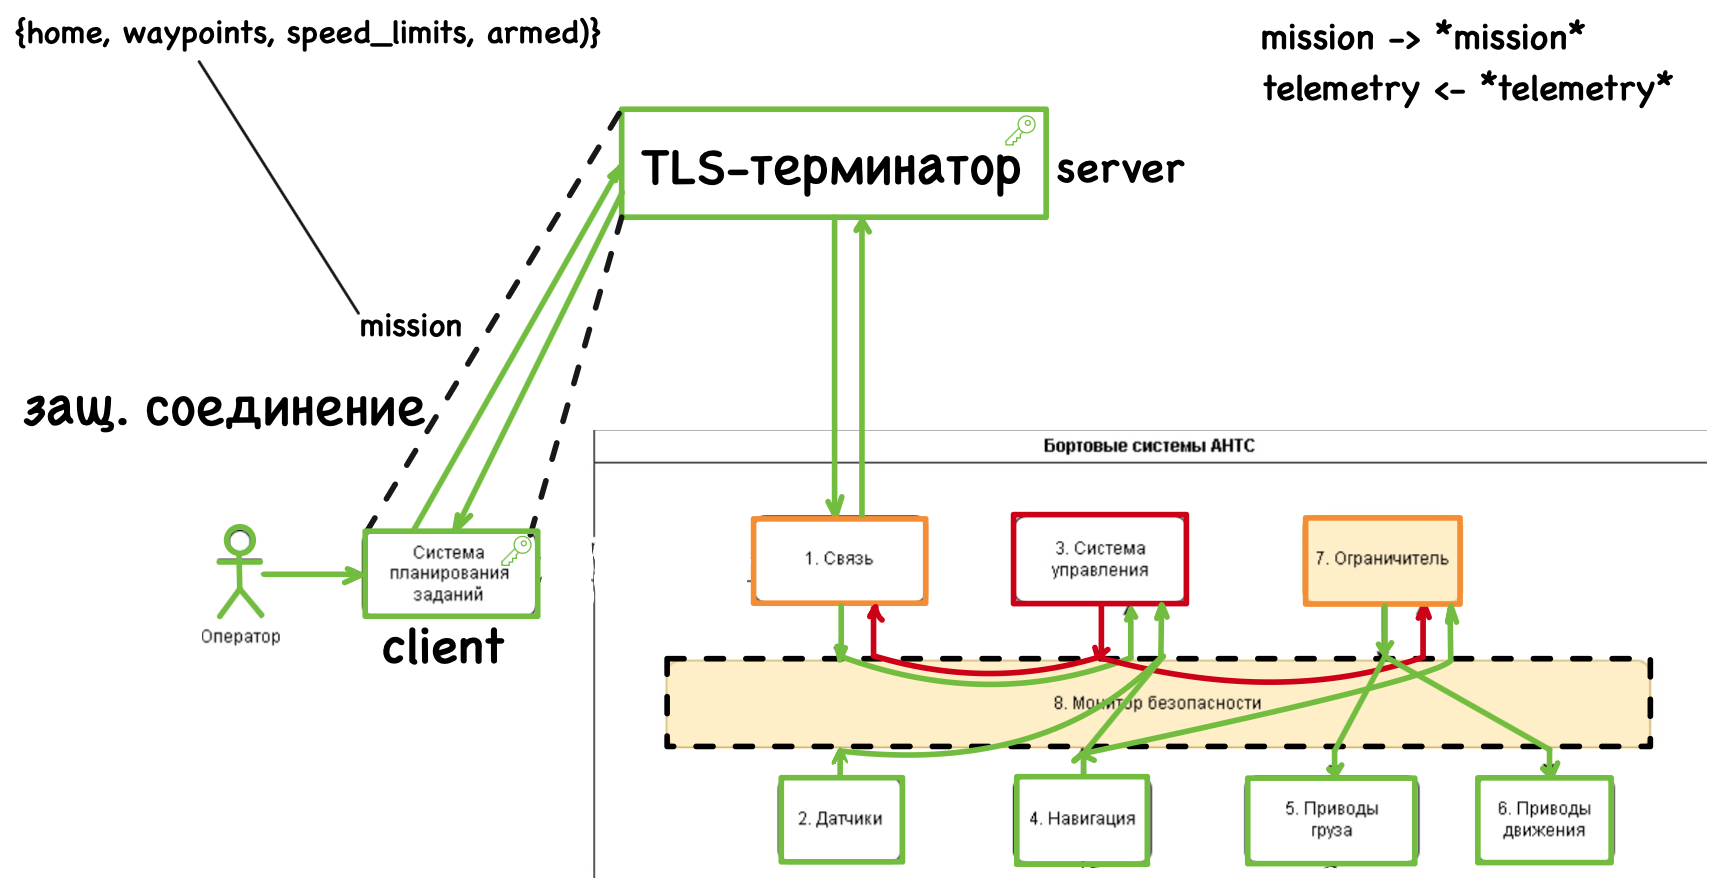 {home, waypoints, speed_limits, armed)}
mission -> *mission*
telemetry <- *telemetry*
TLS-терминатор
server
mission
защ. соединение
Бортовые системы АНТС
Система
планирования
заданий
Оператор
client
1. Связь
3. Система
управления
7. Ограничитель
8. Монитор безопасности
2. Датчики
4. Навигация
5. Приводы
груза
6. Приводы
движения